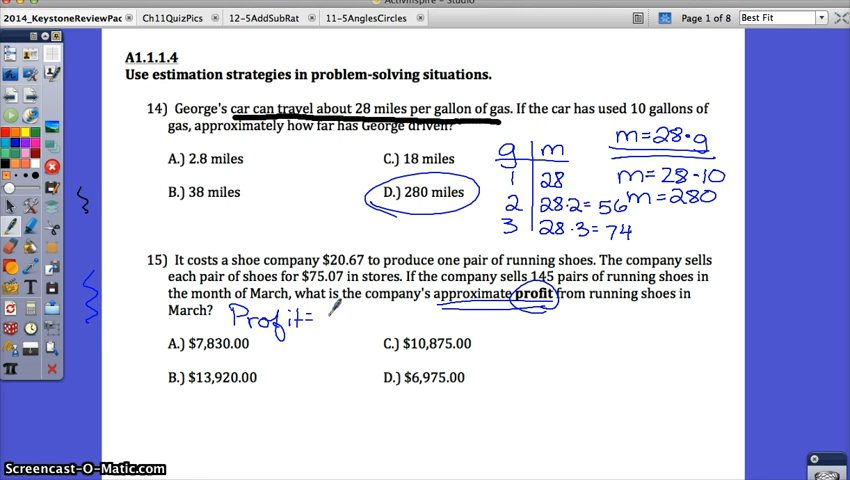 ActivInspire - Studio
2014_KeystoneReviewPac
Ch11QuizPics
12-5AddSubRat
11-5AnglesCircles
Page 1 of 8
Best Fit
A1.1.1.4
Use estimation strategies in problem-solving situations.
14) George's car can travel about 28 miles per gallon of gas. If the car has used 10 gallons of
gas, approximately how far has George driven?
A.) 2.8 miles
C.) 18 miles
B.) 38 miles
D.) 280 miles
g m
1 28
2 28·2=56
3 28·3=74
m=28·g
m=28·10
m=280
15) It costs a shoe company $20.67 to produce one pair of running shoes. The company sells
each pair of shoes for $75.07 in stores. If the company sells 145 pairs of running shoes in
the month of March, what is the company's approximate profit from running shoes in
March?
Profit=
A.) $7,830.00
C.) $10,875.00
B.) $13,920.00
D.) $6,975.00
Screencast-O-Matic.com